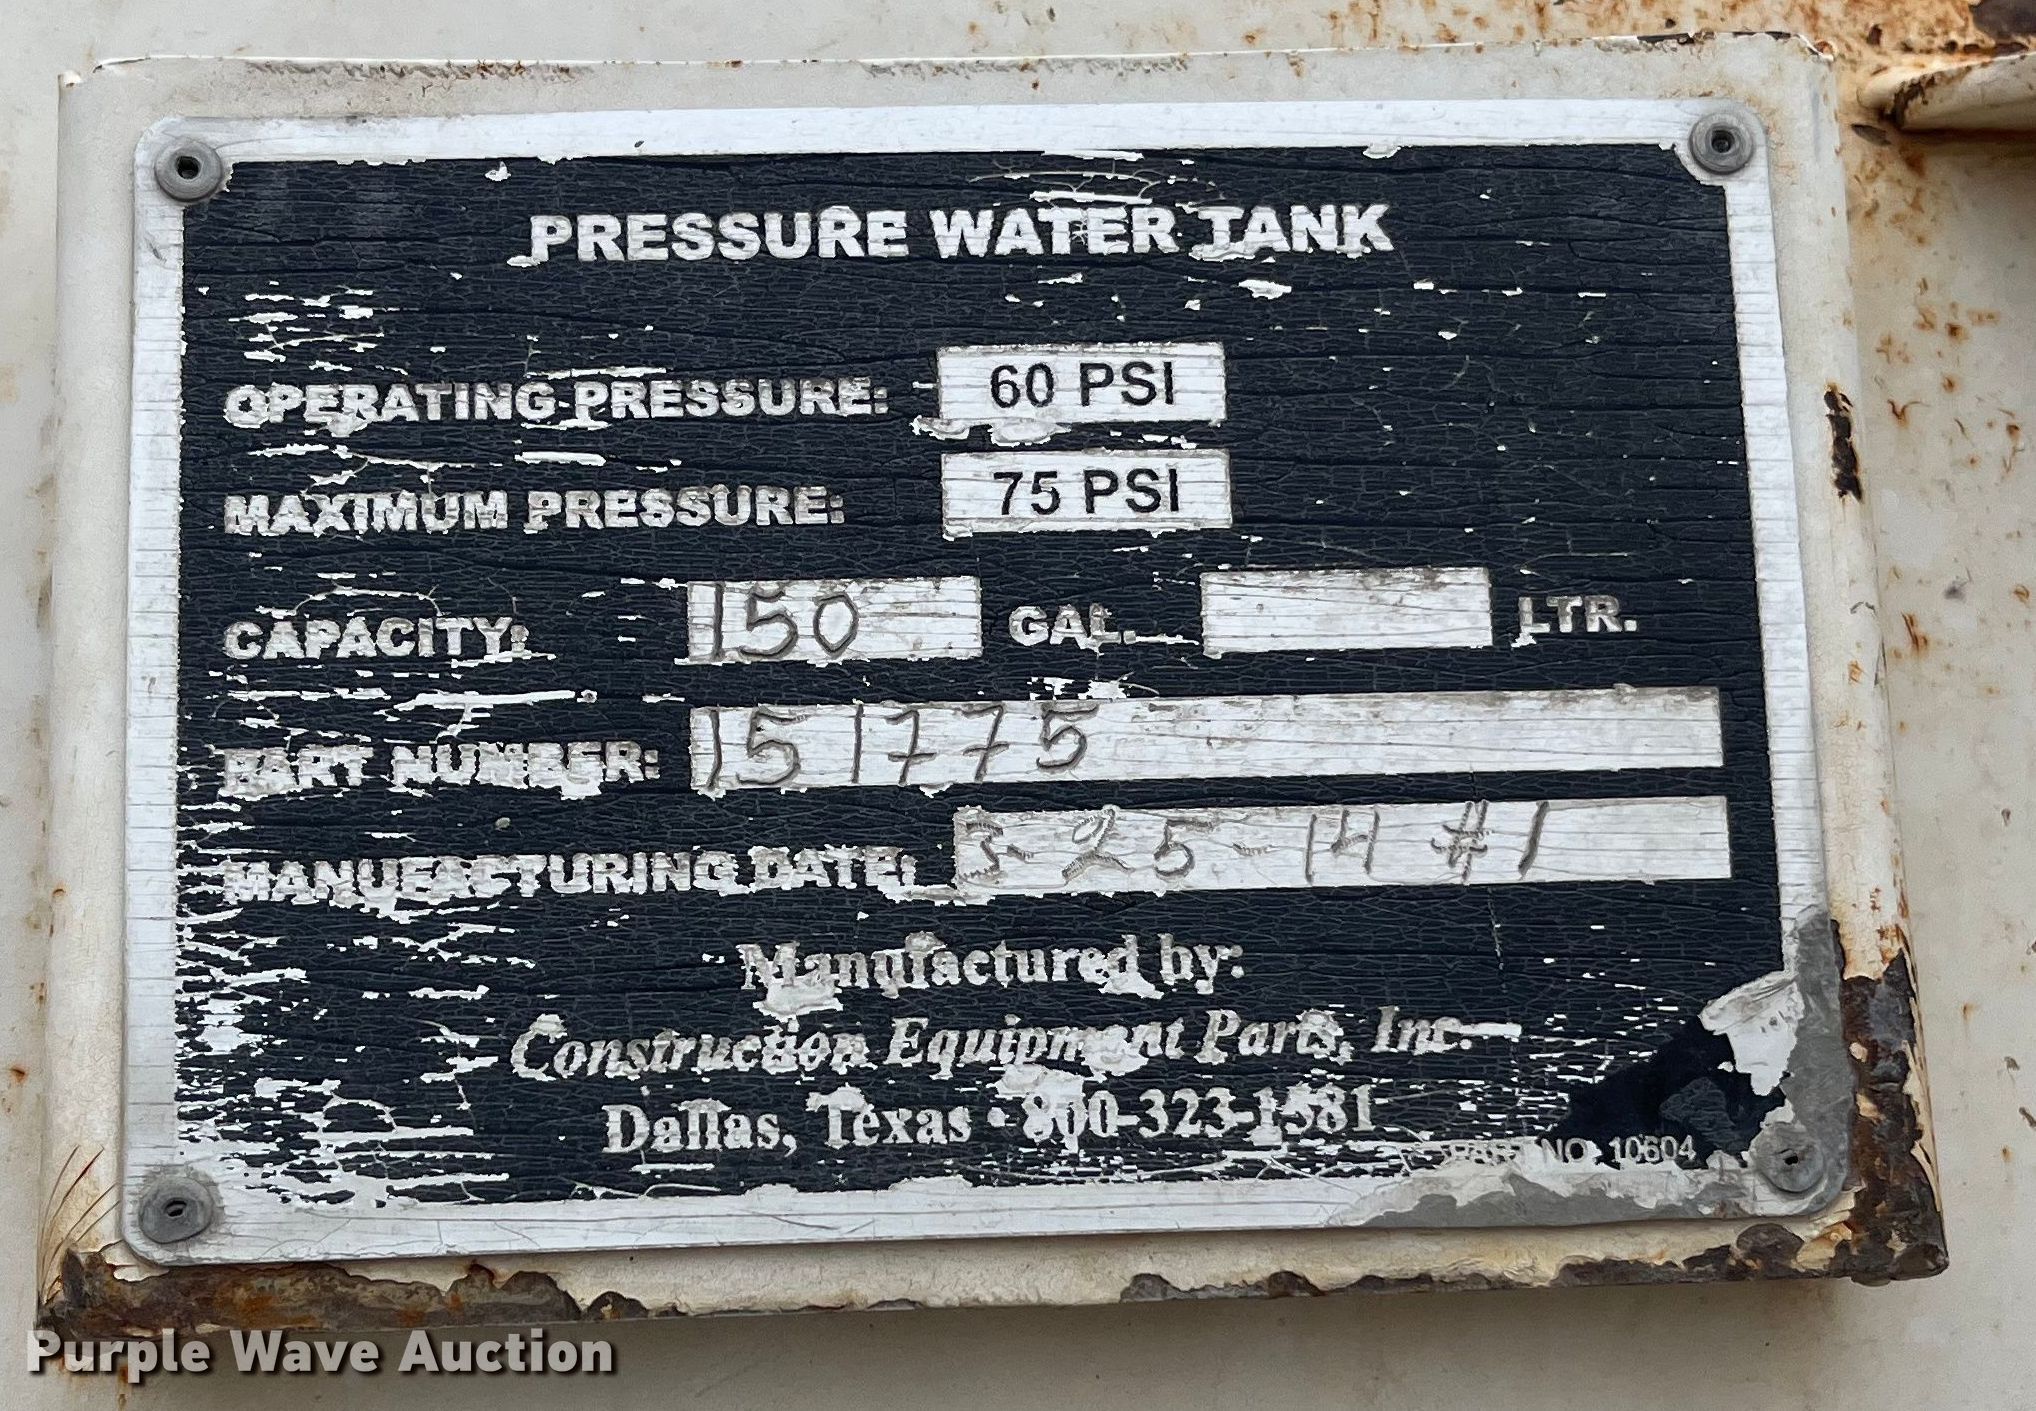 PRESSURE WATER TANK
OPERATING PRESSURE: 60 PSI
MAXIMUM PRESSURE: 75 PSI
CAPACITY: 150 GAL. LTR.
PART NUMBER: 151775
MANUFACTURING DATE: 3-25-14 #1
Manufactured by:
Construction Equipment Parts, Inc.
Dallas, Texas • 800-323-1581
PART NO. 10604
Purple Wave Auction